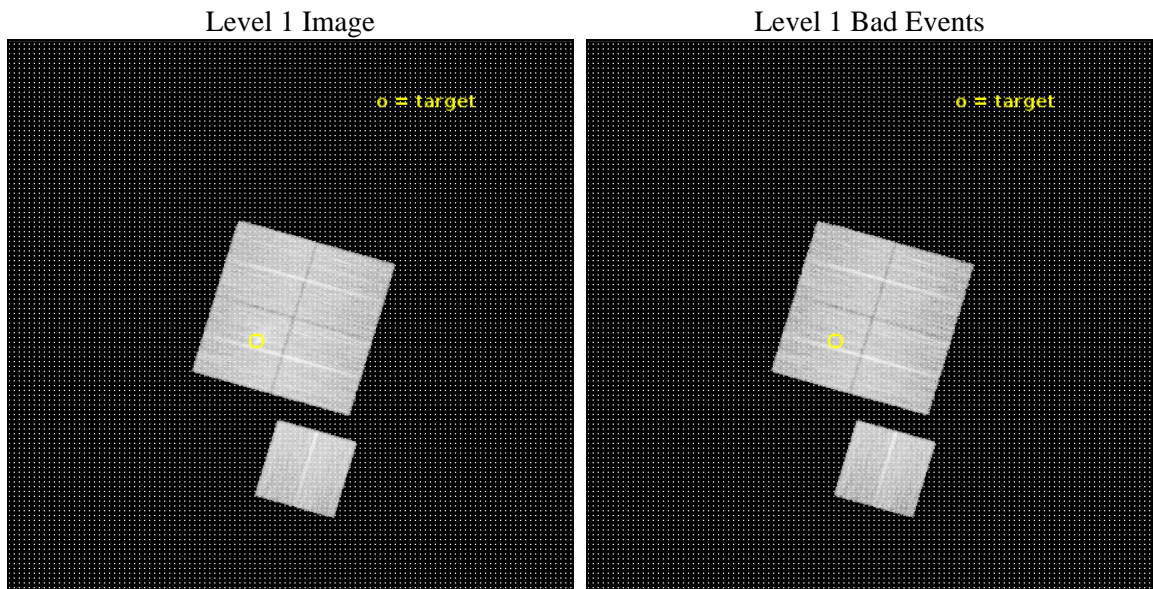 Level 1 Image
Level 1 Bad Events
o = target
o = target